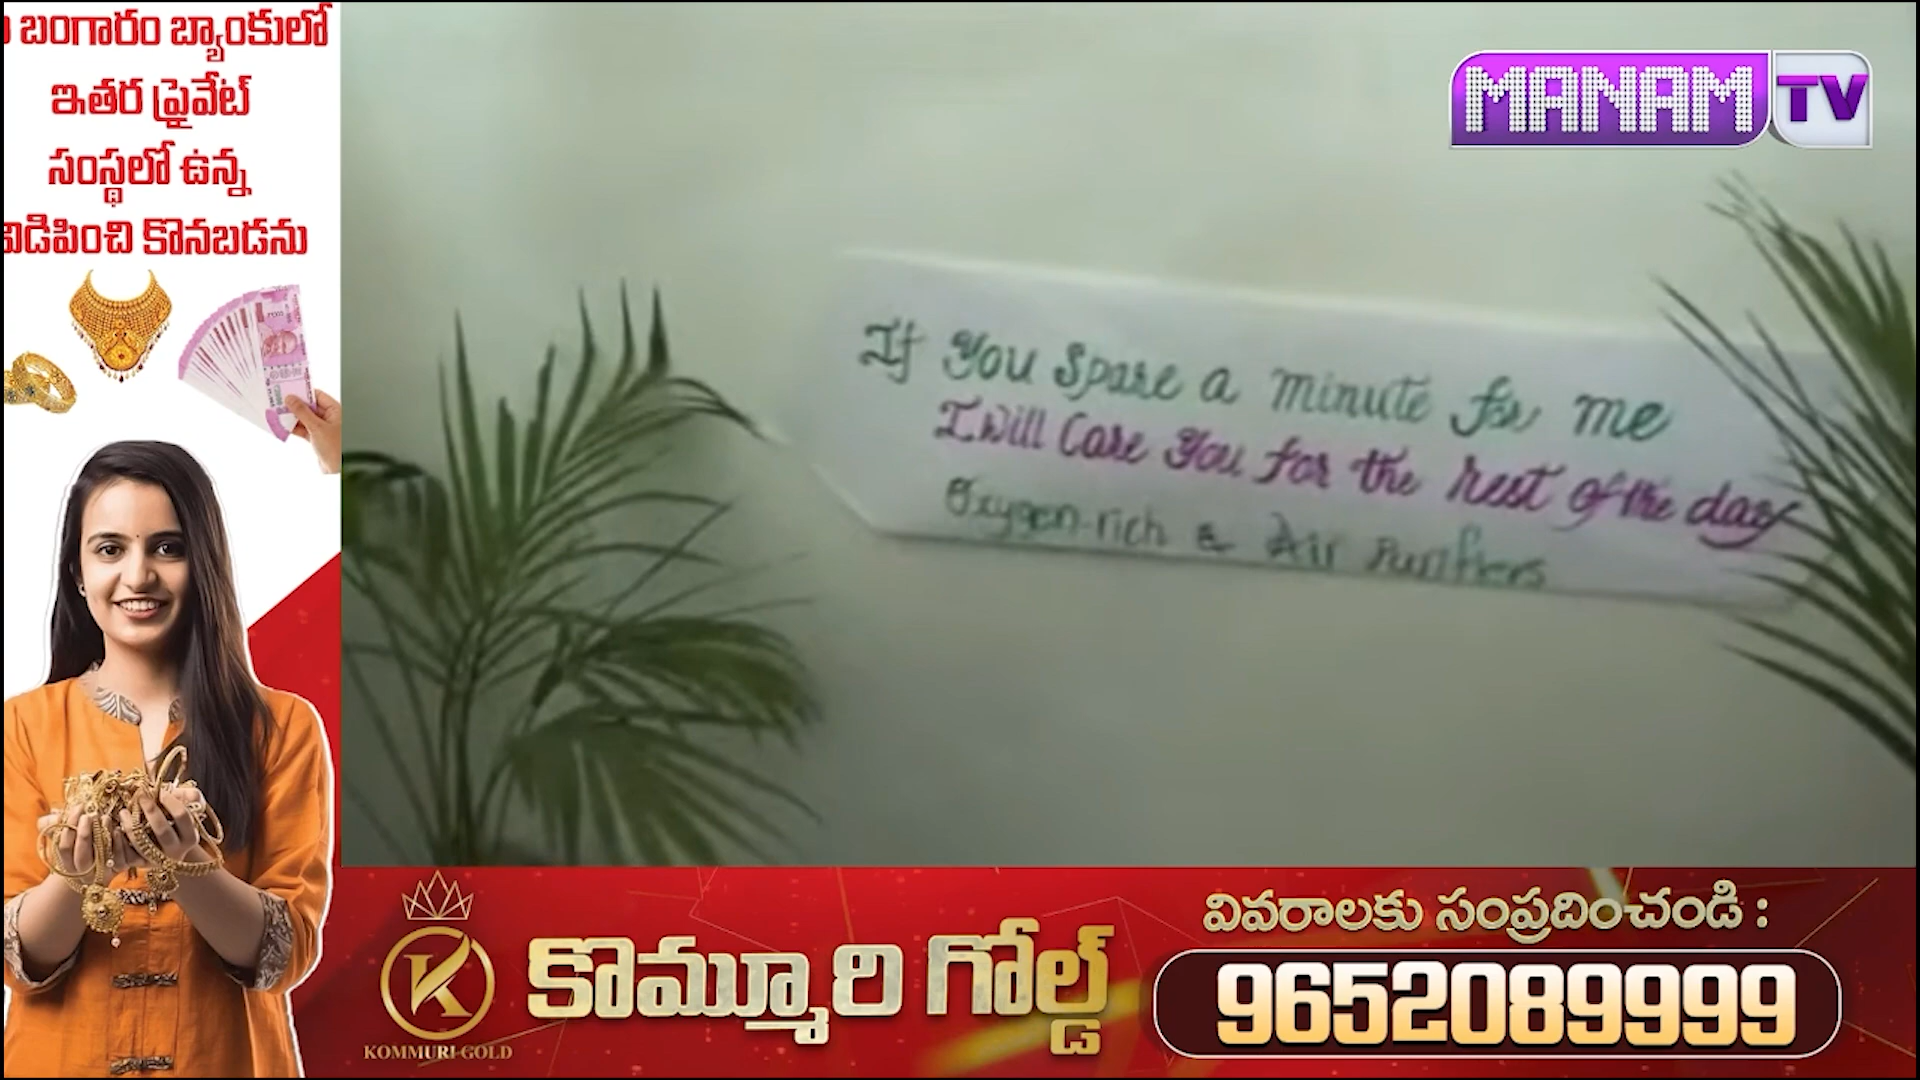 బంగారం బ్యాంకులో
ఇతర ప్రైవేట్
సంస్థలో ఉన్న
విడిపించి కొనబడను
MANAM TV
If You Spare a minute for me
I will Care You for the rest of the day
Oxygen-rich & Air Purifiers
KOMMURI GOLD
కొమ్మూరి గోల్డ్
వివరాలకు సంప్రదించండి :
9652089999